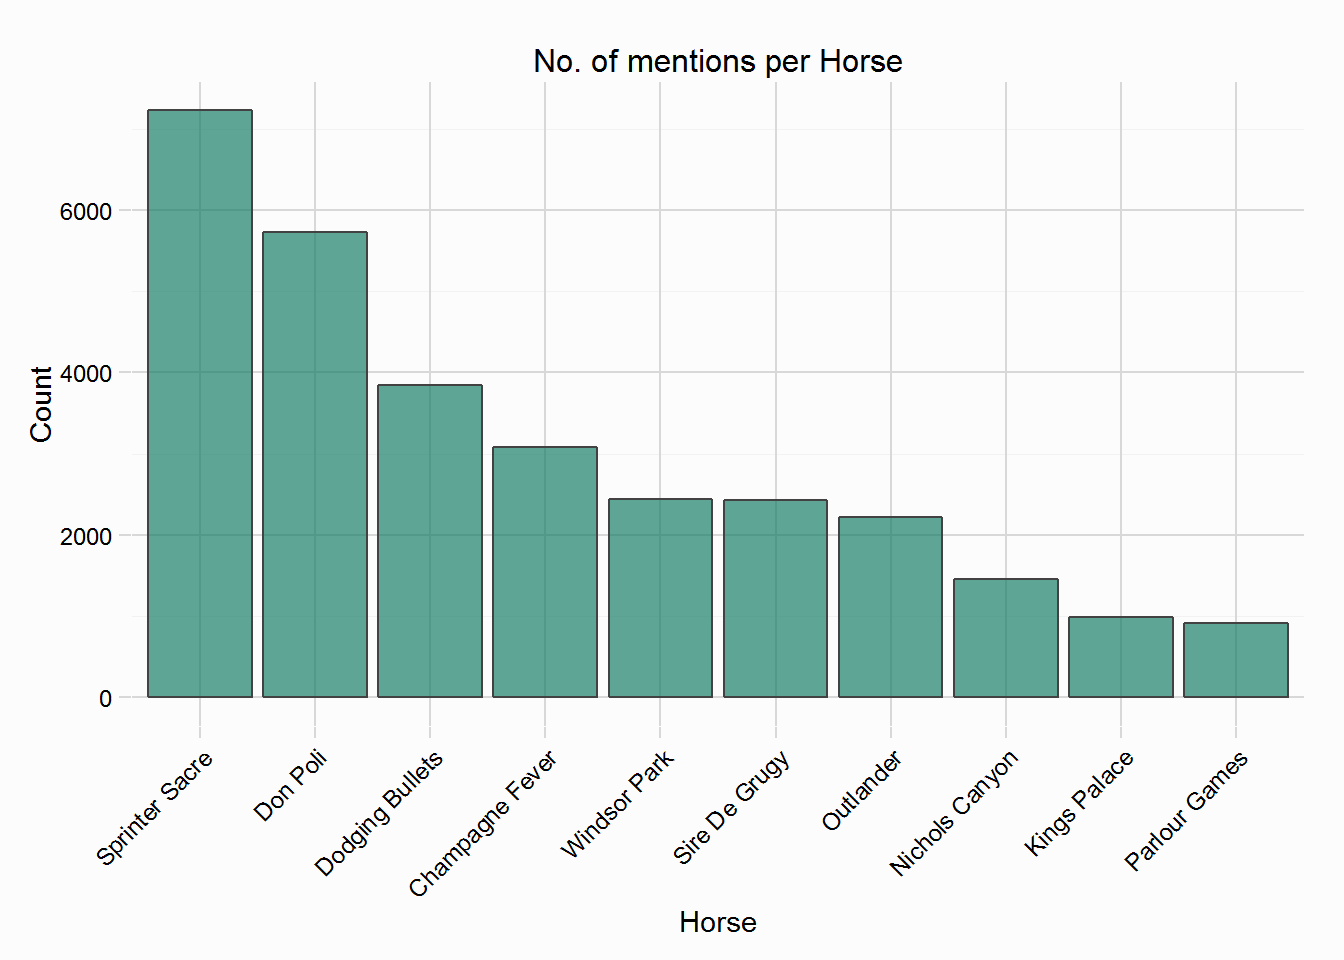 No. of mentions per Horse
Count
6000
4000
2000
0
Sprinter Sacre
Don Poli
Dodging Bullets
Champagne Fever
Windsor Park
Sire De Grugy
Outlander
Nichols Canyon
Kings Palace
Parlour Games
Horse